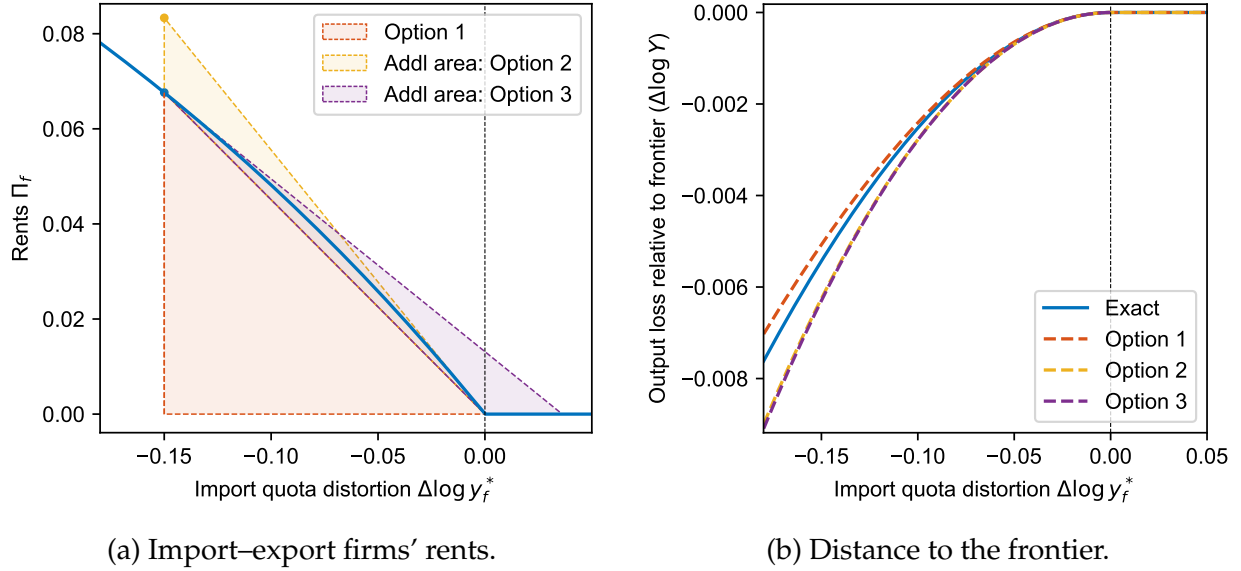 0.08
0.06
0.04
0.02
0.00
Rents Π_f
Option 1
Addl area: Option 2
Addl area: Option 3
−0.15 −0.10 −0.05 0.00
Import quota distortion Δlog y_f^*
(a) Import–export firms' rents.
0.000
−0.002
−0.004
−0.006
−0.008
Output loss relative to frontier (Δlog Y)
Exact
Option 1
Option 2
Option 3
−0.15 −0.10 −0.05 0.00 0.05
Import quota distortion Δlog y_f^*
(b) Distance to the frontier.